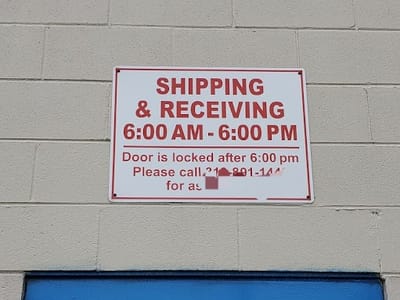 SHIPPING
& RECEIVING
6:00 AM - 6:00 PM
Door is locked after 6:00 pm
Please call
for